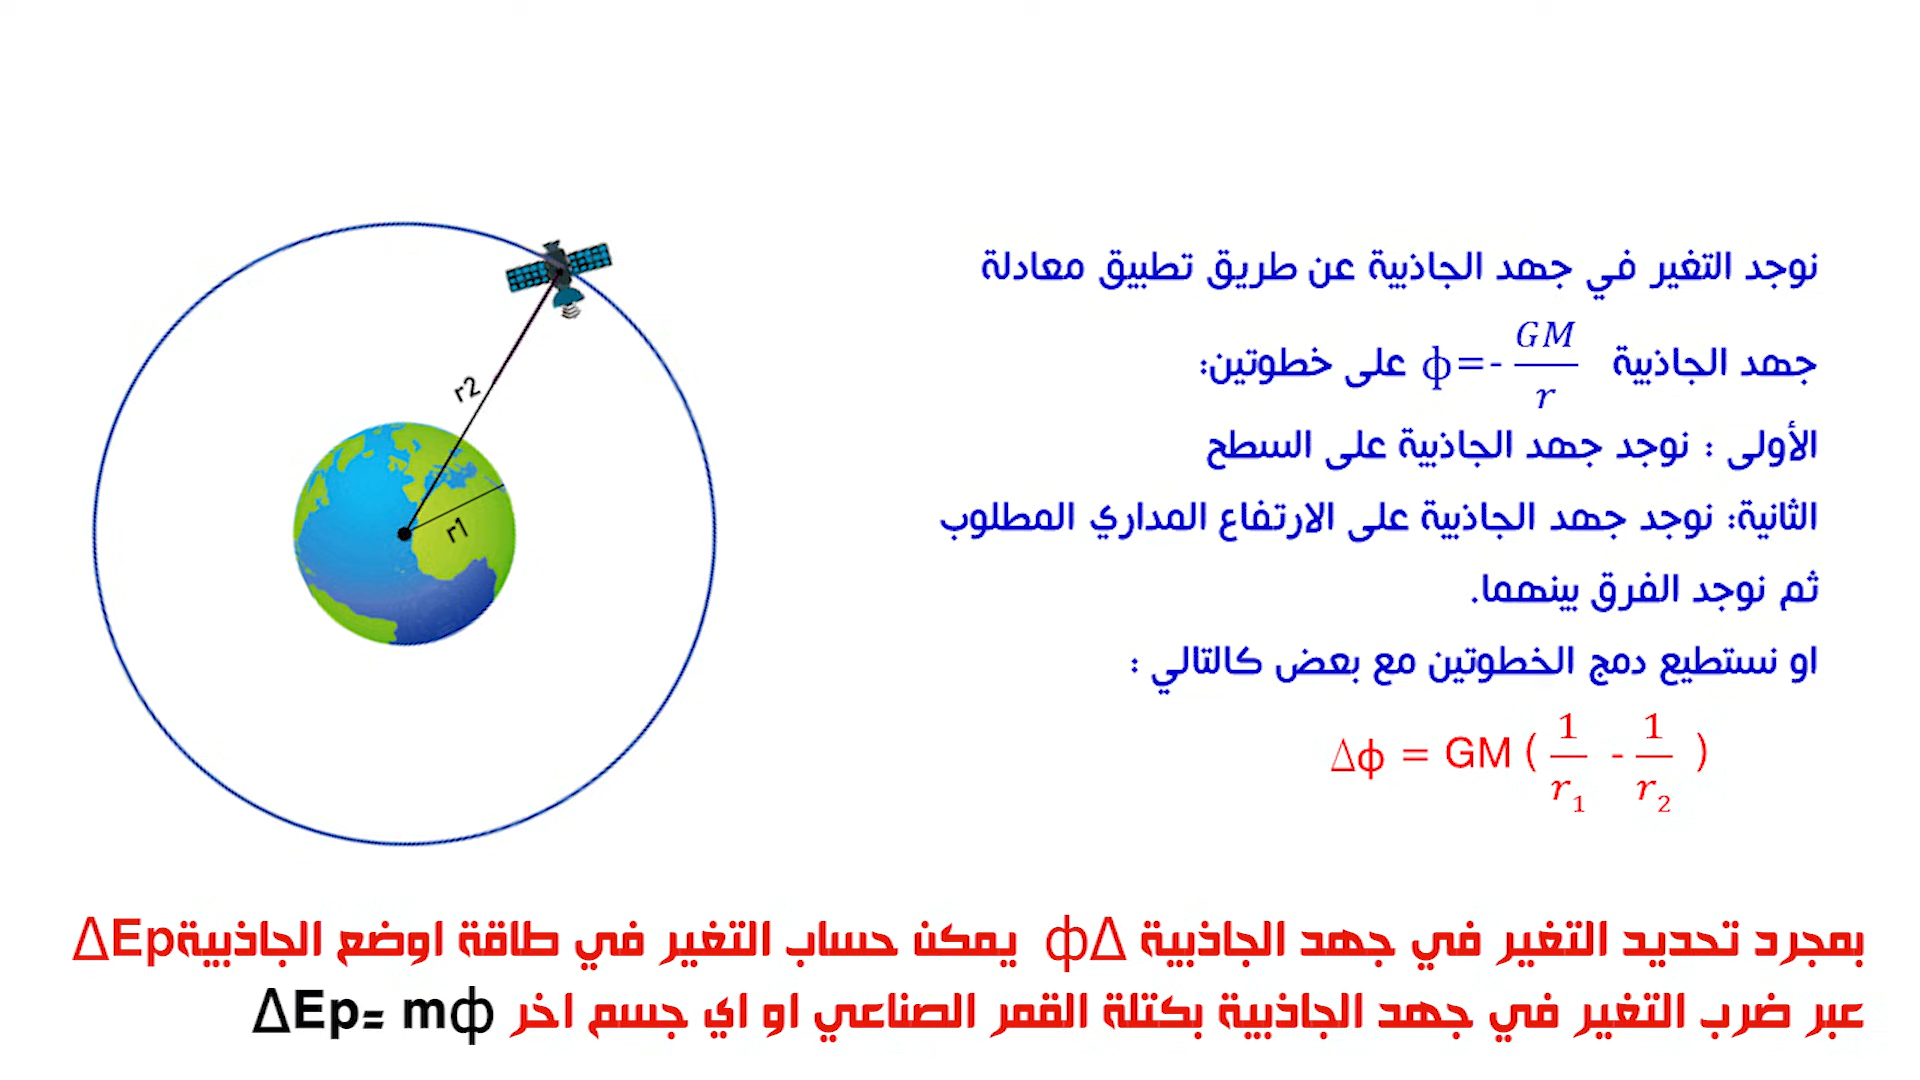 نوجد التغير في جهد الجاذبية عن طريق تطبيق معادلة
جهد الجاذبية ɸ=-GM/r على خطوتين:
الأولى : نوجد جهد الجاذبية على السطح
الثانية: نوجد جهد الجاذبية على الارتفاع المداري المطلوب
ثم نوجد الفرق بينهما.
او نستطيع دمج الخطوتين مع بعض كالتالي :
Δɸ = GM ( 1/r₁ - 1/r₂ )
r2
r1
بمجرد تحديد التغير في جهد الجاذبية ɸΔ يمكن حساب التغير في طاقة اوضع الجاذبيةΔEp
عبر ضرب التغير في جهد الجاذبية بكتلة القمر الصناعي او اي جسم اخر ΔEp= mɸ